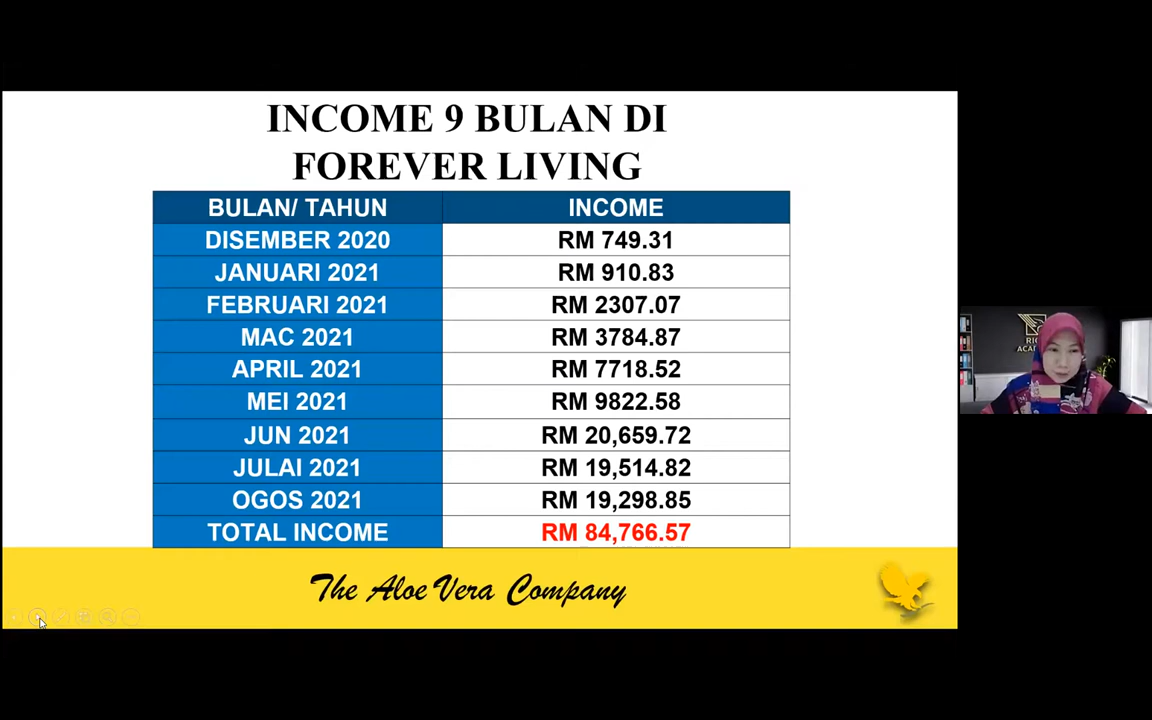 INCOME 9 BULAN DI
FOREVER LIVING
BULAN/ TAHUN INCOME
DISEMBER 2020 RM 749.31
JANUARI 2021 RM 910.83
FEBRUARI 2021 RM 2307.07
MAC 2021 RM 3784.87
APRIL 2021 RM 7718.52
MEI 2021 RM 9822.58
JUN 2021 RM 20,659.72
JULAI 2021 RM 19,514.82
OGOS 2021 RM 19,298.85
TOTAL INCOME RM 84,766.57
The Aloe Vera Company